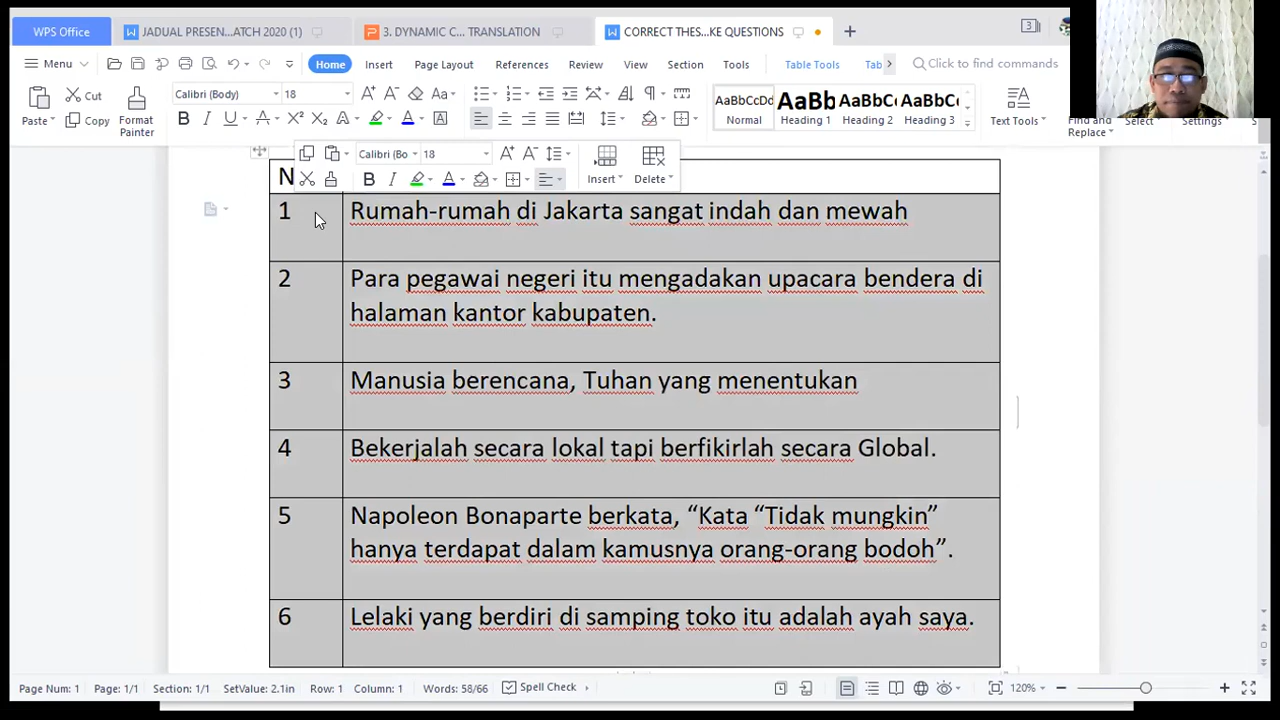 WPS Office JADUAL PRESEN...ATCH 2020 (1) 3. DYNAMIC C... TRANSLATION CORRECT THES...KE QUESTIONS 3
Menu Home Insert Page Layout References Review View Section Tools Table Tools Tab Click to find commands
Paste Cut Copy Format Painter Calibri (Body) 18 AaBbCcDd Normal AaBb Heading 1 AaBbC Heading 2 AaBbC Heading 3 Text Tools Find and Replace Select Settings
Calibri (Bo 18 Insert Delete
N
1 Rumah-rumah di Jakarta sangat indah dan mewah
2 Para pegawai negeri itu mengadakan upacara bendera di
halaman kantor kabupaten.
3 Manusia berencana, Tuhan yang menentukan
4 Bekerjalah secara lokal tapi berfikirlah secara Global.
5 Napoleon Bonaparte berkata, “Kata “Tidak mungkin”
hanya terdapat dalam kamusnya orang-orang bodoh”.
6 Lelaki yang berdiri di samping toko itu adalah ayah saya.
Page Num: 1 Page: 1/1 Section: 1/1 SetValue: 2.1in Row: 1 Column: 1 Words: 58/66 Spell Check 120%